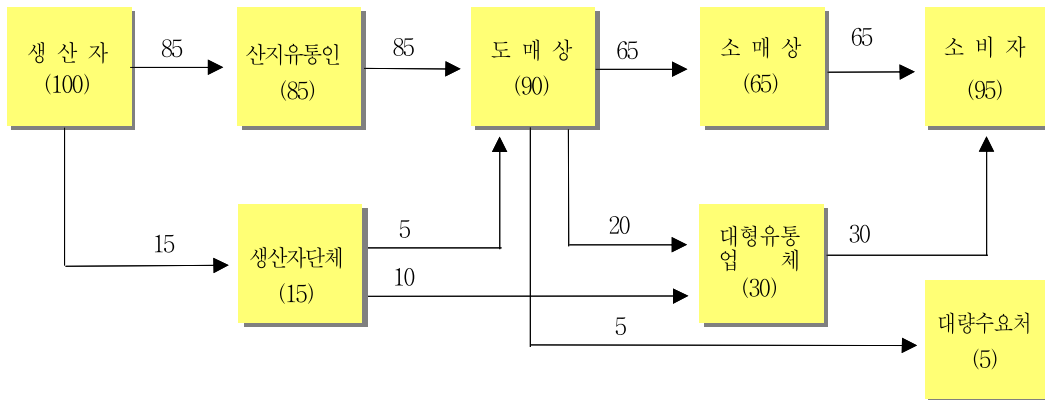 생 산 자
(100)
85
산지유통인
(85)
85
도 매 상
(90)
65
소 매 상
(65)
65
소 비 자
(95)
15
생산자단체
(15)
5
10
20
대형유통
업 체
(30)
30
5
대량수요처
(5)